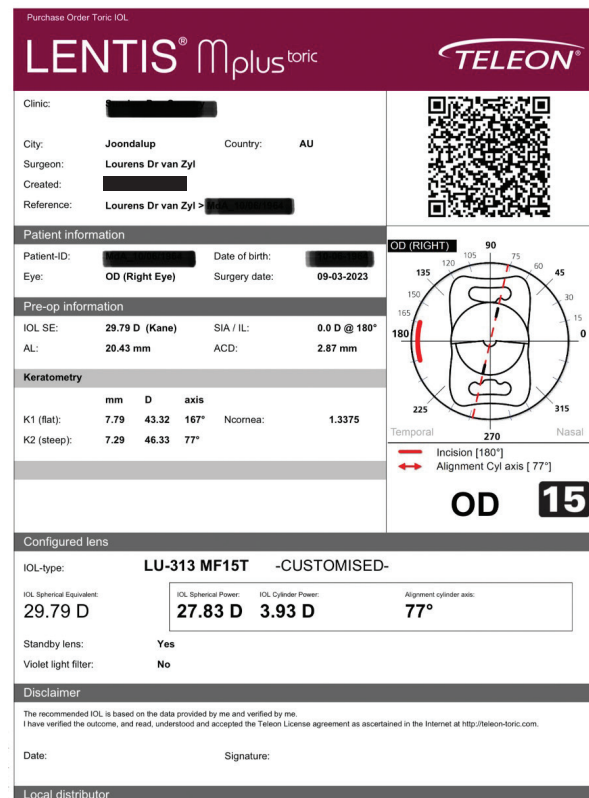 Purchase Order Toric IOL
LENTIS® Mplus toric
TELEON®
Clinic:
City: Joondalup Country: AU
Surgeon: Lourens Dr van Zyl
Created:
Reference: Lourens Dr van Zyl >
Patient information
Patient-ID: Date of birth:
Eye: OD (Right Eye) Surgery date: 09-03-2023
Pre-op information
IOL SE: 29.79 D (Kane) SIA / IL: 0.0 D @ 180°
AL: 20.43 mm ACD: 2.87 mm
Keratometry
mm D axis
K1 (flat): 7.79 43.32 167° Ncornea: 1.3375
K2 (steep): 7.29 46.33 77°
OD (RIGHT) 90
120 105 75 60
135 45
150 30
165 15
180 0
225 315
Temporal 270 Nasal
Incision [180°]
Alignment Cyl axis [ 77°]
OD 15
Configured lens
IOL-type: LU-313 MF15T -CUSTOMISED-
IOL Spherical Equivalent: IOL Spherical Power: IOL Cylinder Power: Alignment cylinder axis:
29.79 D 27.83 D 3.93 D 77°
Standby lens: Yes
Violet light filter: No
Disclaimer
The recommended IOL is based on the data provided by me and verified by me.
I have verified the outcome, and read, understood and accepted the Teleon License agreement as ascertained in the Internet at http://teleon-toric.com.
Date: Signature:
Local distributor